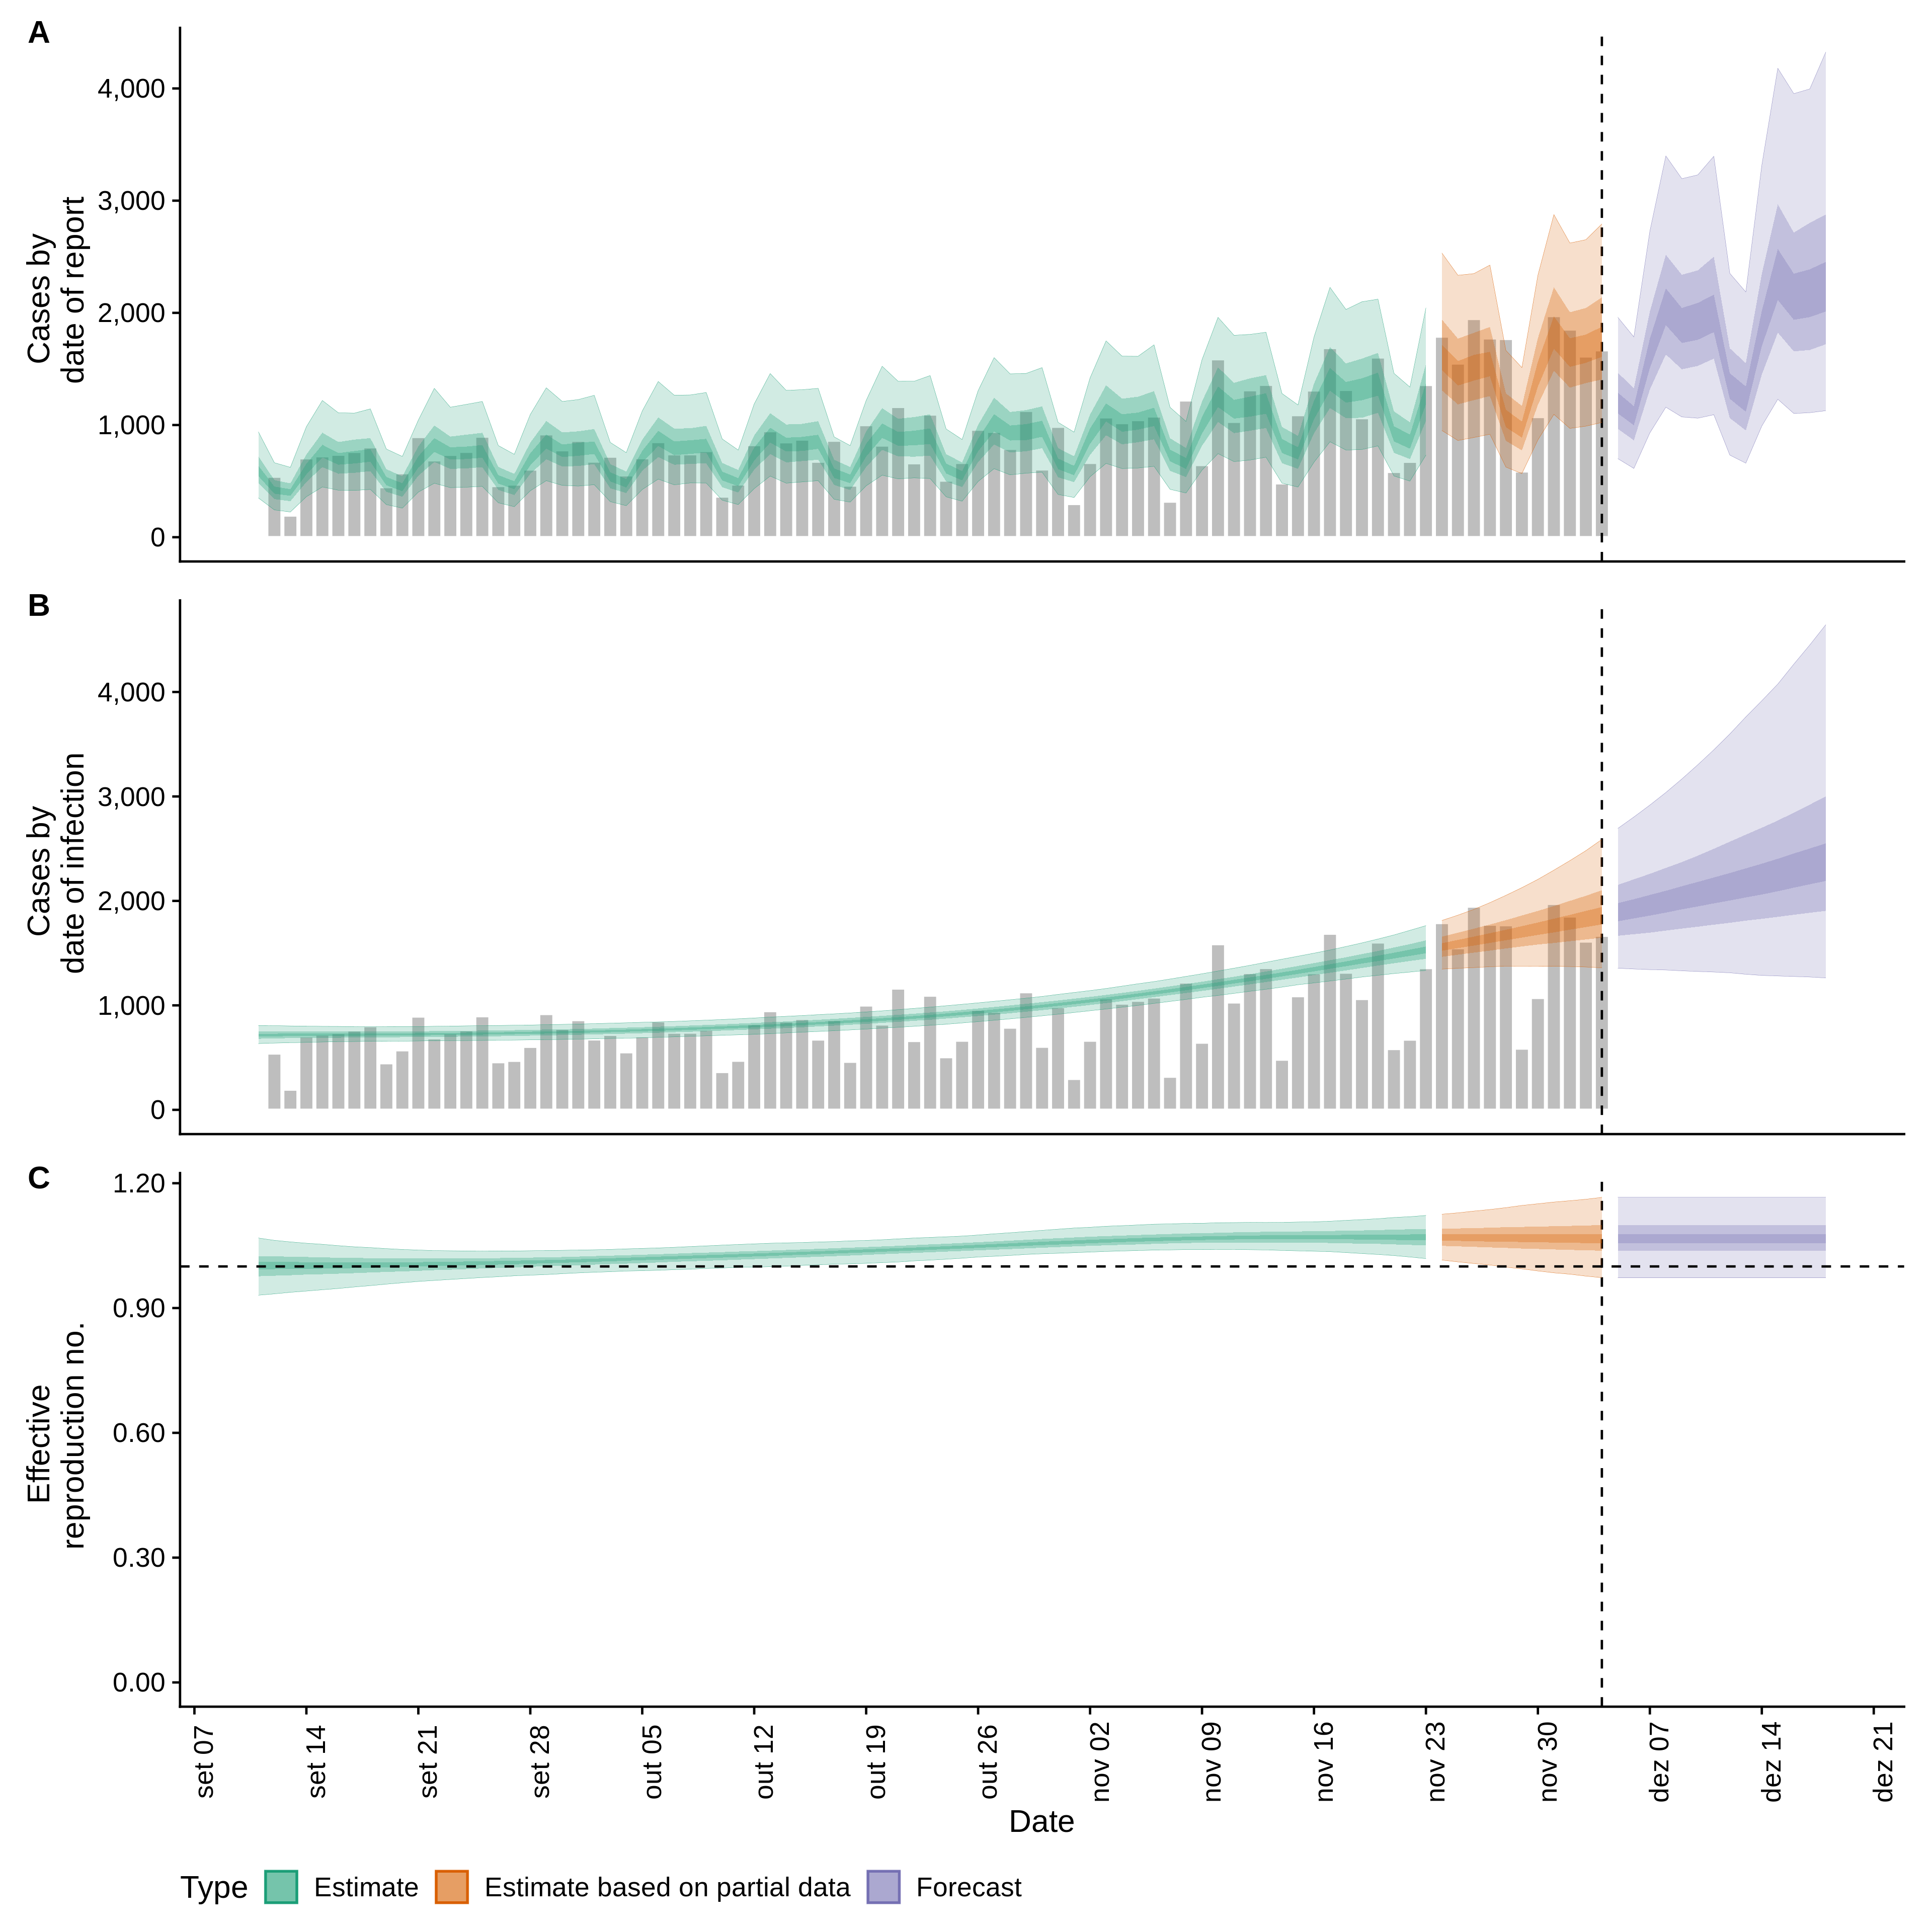 A
4,000
3,000
2,000
1,000
0
Cases by
date of report
B
4,000
3,000
2,000
1,000
0
Cases by
date of infection
C
1.20
0.90
0.60
0.30
0.00
Effective
reproduction no.
set 07
set 14
set 21
set 28
out 05
out 12
out 19
out 26
nov 02
nov 09
nov 16
nov 23
nov 30
dez 07
dez 14
dez 21
Date
Type Estimate Estimate based on partial data Forecast